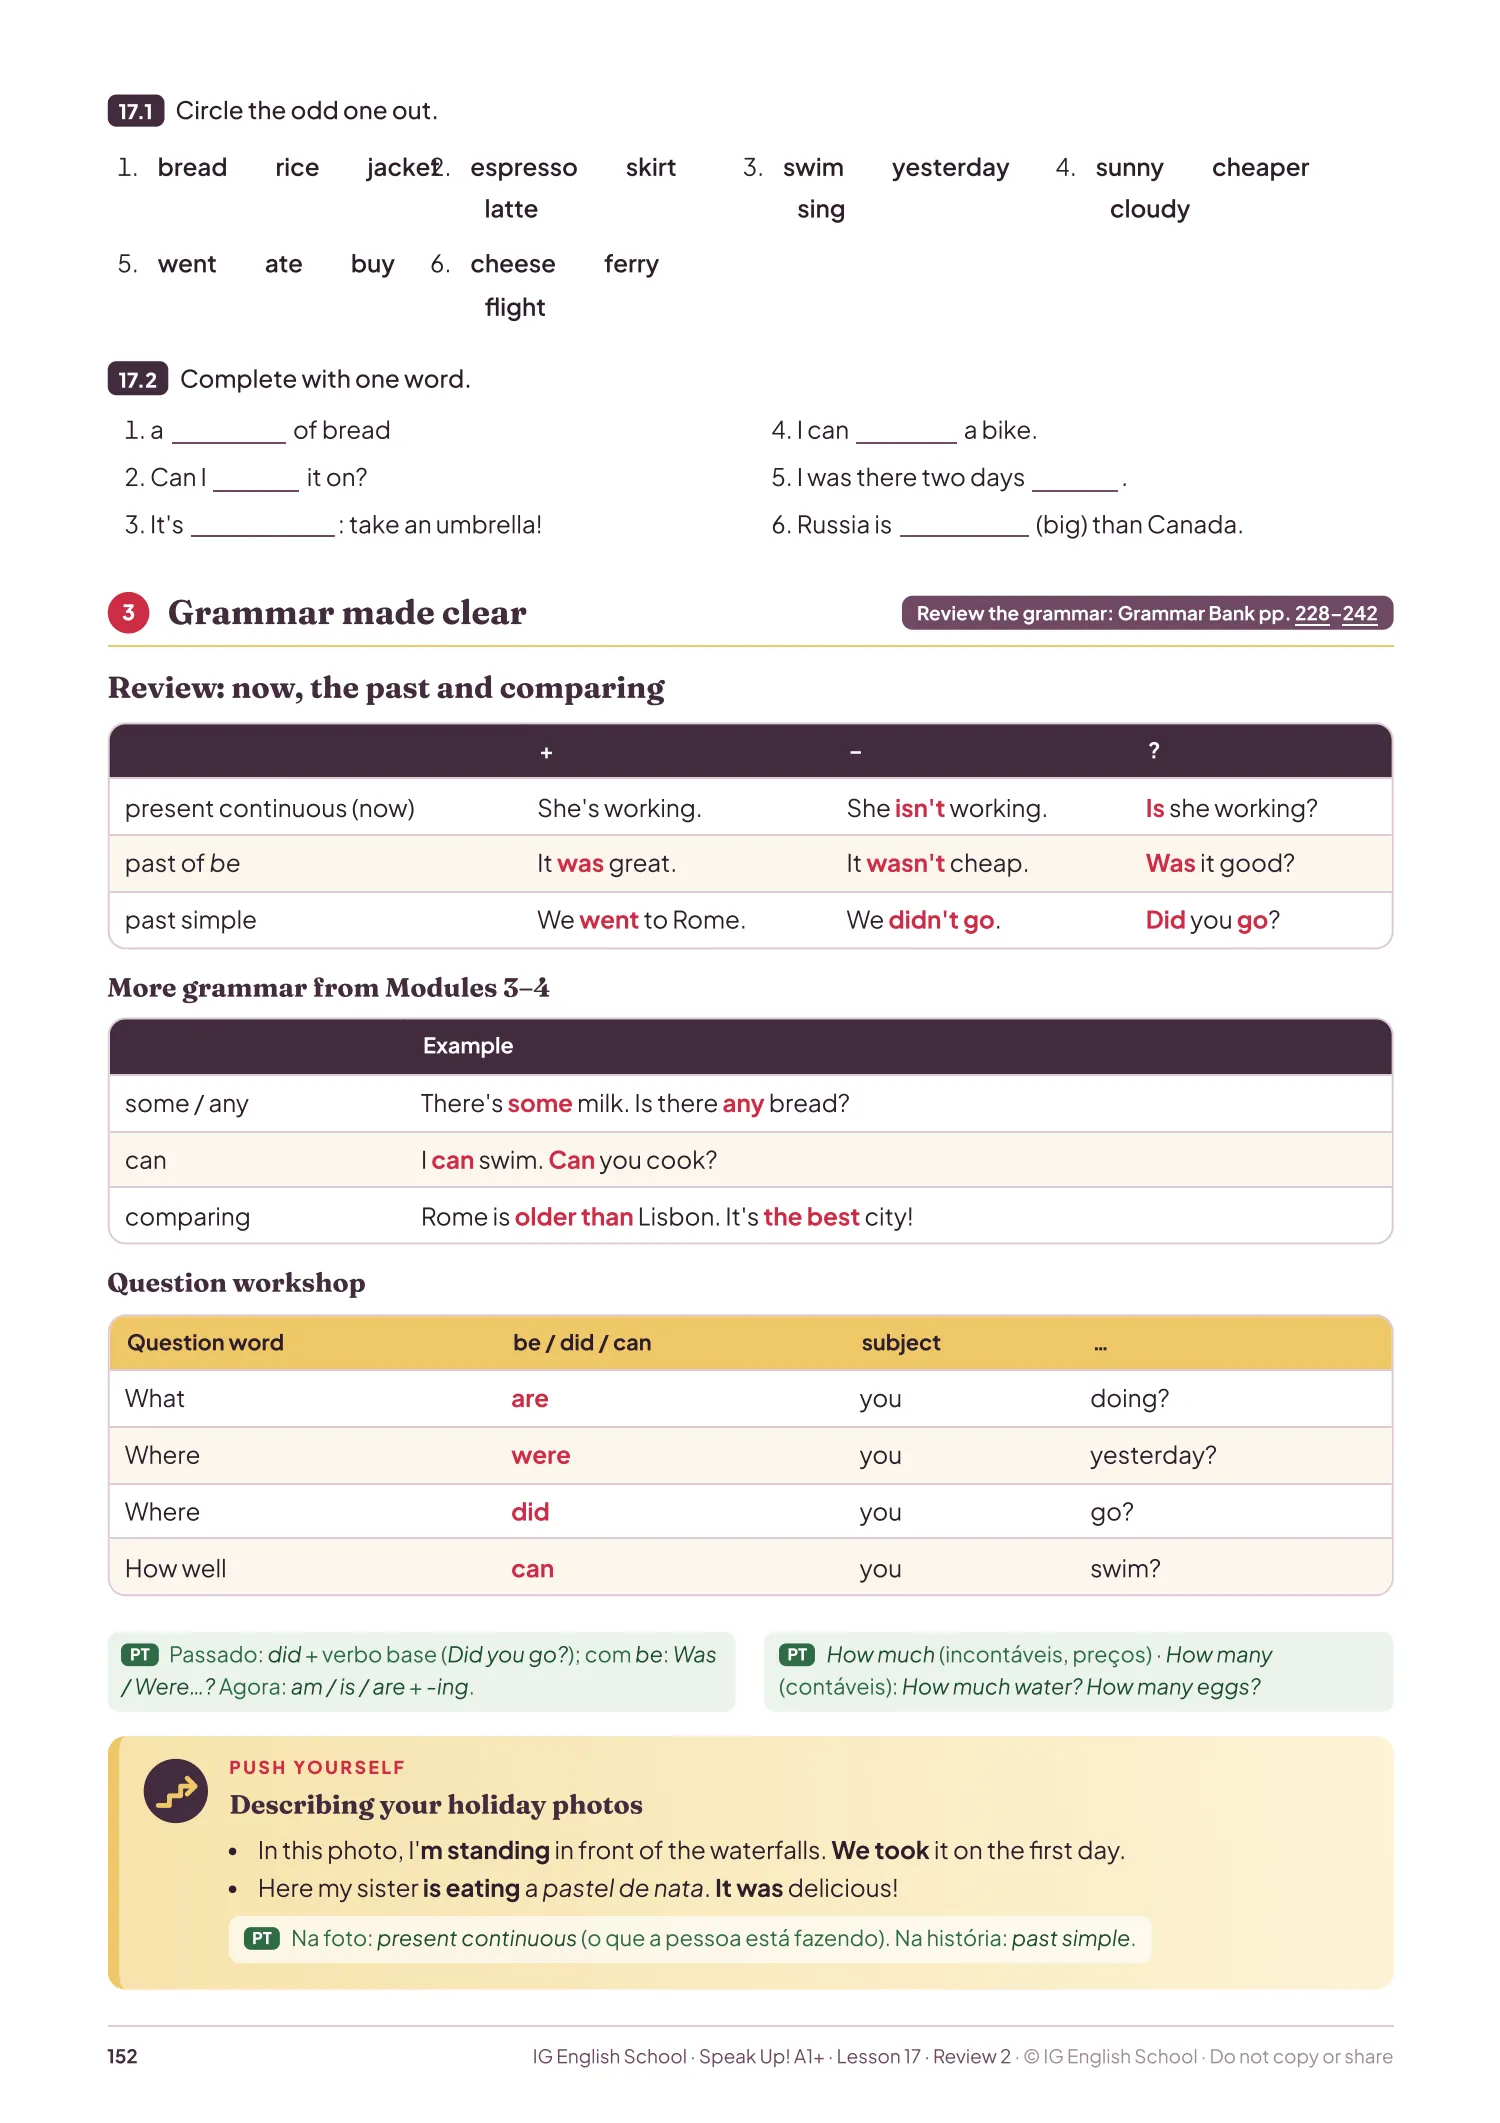 17.1 Circle the odd one out.
1. bread rice jacket 2. espresso skirt 3. swim yesterday 4. sunny cheaper
latte sing cloudy
5. went ate buy 6. cheese ferry
flight
17.2 Complete with one word.
1. a ________ of bread 4. I can ________ a bike.
2. Can I ________ it on? 5. I was there two days ________.
3. It's ________: take an umbrella! 6. Russia is ________ (big) than Canada.
3 Grammar made clear Review the grammar: Grammar Bank pp. 228–242
Review: now, the past and comparing
+ – ?
present continuous (now) She's working. She isn't working. Is she working?
past of be It was great. It wasn't cheap. Was it good?
past simple We went to Rome. We didn't go. Did you go?
More grammar from Modules 3–4
Example
some / any There's some milk. Is there any bread?
can I can swim. Can you cook?
comparing Rome is older than Lisbon. It's the best city!
Question workshop
Question word be / did / can subject ...
What are you doing?
Where were you yesterday?
Where did you go?
How well can you swim?
PT Passado: did + verbo base (Did you go?); com be: Was
/ Were...? Agora: am / is / are + -ing.
PT How much (incontáveis, preços) · How many
(contáveis): How much water? How many eggs?
PUSH YOURSELF
Describing your holiday photos
• In this photo, I'm standing in front of the waterfalls. We took it on the first day.
• Here my sister is eating a pastel de nata. It was delicious!
PT Na foto: present continuous (o que a pessoa está fazendo). Na história: past simple.
152 IG English School · Speak Up! A1+ · Lesson 17 · Review 2 · © IG English School · Do not copy or share